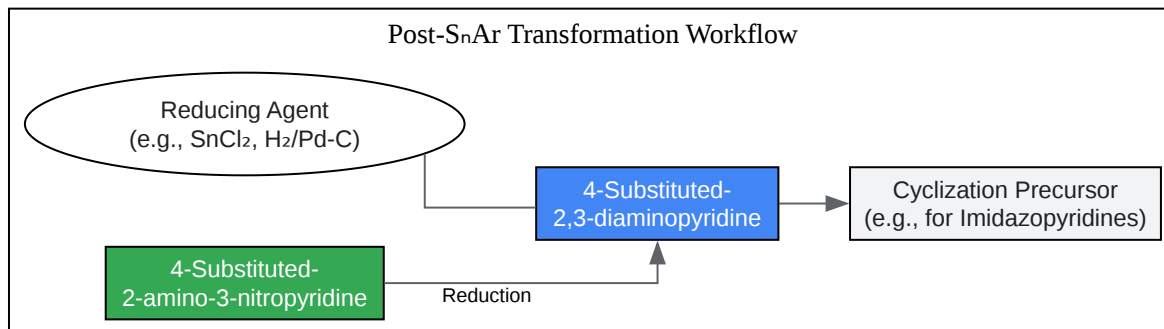 Post-SₙAr Transformation Workflow
Reducing Agent
(e.g., SnCl₂, H₂/Pd-C)
4-Substituted-
2,3-diaminopyridine
Cyclization Precursor
(e.g., for Imidazopyridines)
4-Substituted-
2-amino-3-nitropyridine
Reduction